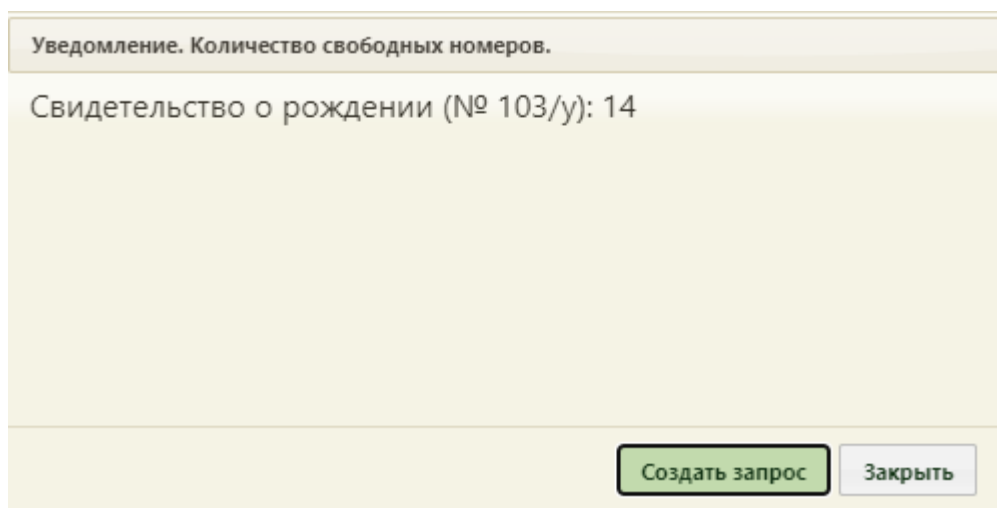 Уведомление. Количество свободных номеров.
Свидетельство о рождении (№ 103/у): 14
Создать запрос
Закрыть